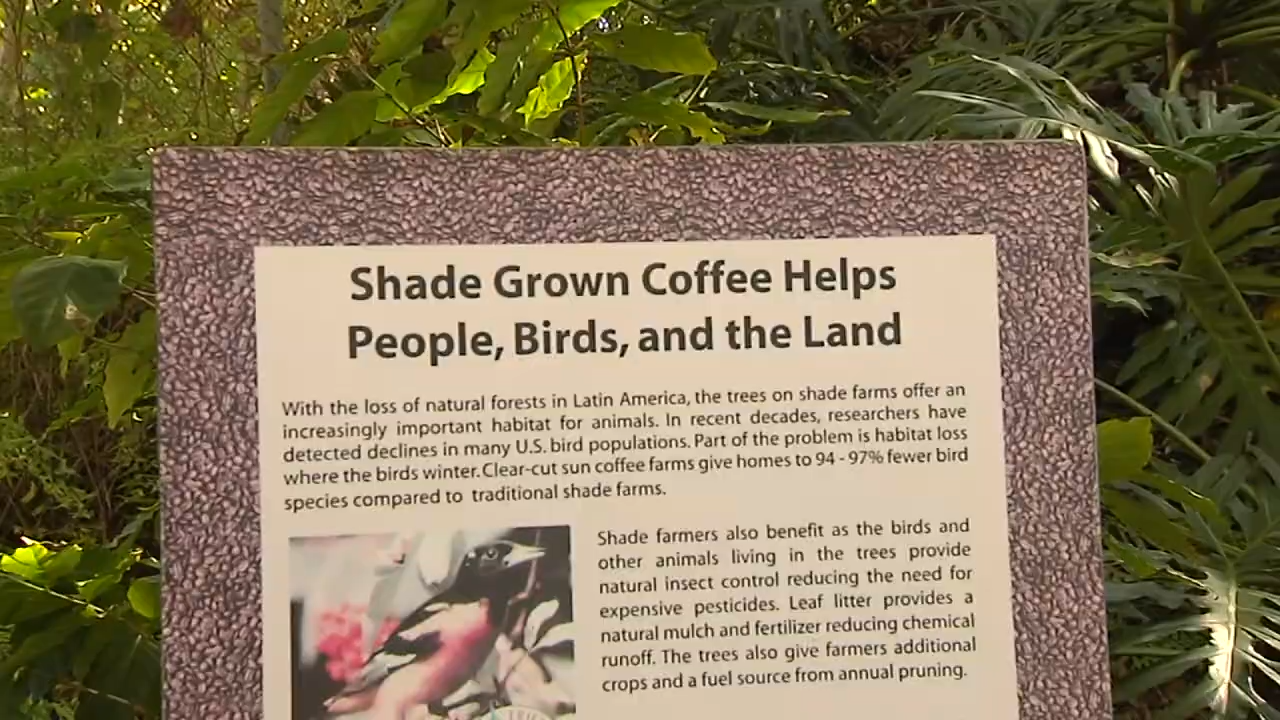 Shade Grown Coffee Helps
People, Birds, and the Land
With the loss of natural forests in Latin America, the trees on shade farms offer an
increasingly important habitat for animals. In recent decades, researchers have
detected declines in many U.S. bird populations. Part of the problem is habitat loss
where the birds winter. Clear-cut sun coffee farms give homes to 94 - 97% fewer bird
species compared to traditional shade farms.
Shade farmers also benefit as the birds and
other animals living in the trees provide
natural insect control reducing the need for
expensive pesticides. Leaf litter provides a
natural mulch and fertilizer reducing chemical
runoff. The trees also give farmers additional
crops and a fuel source from annual pruning.